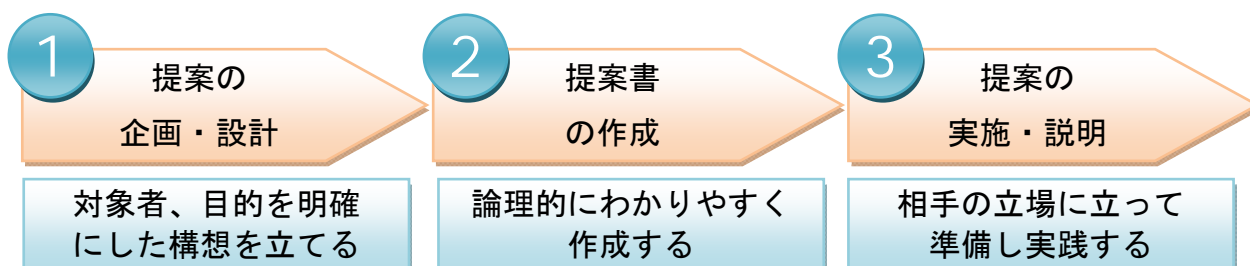 1
提案の
企画・設計
対象者、目的を明確
にした構想を立てる
2
提案書
の作成
論理的にわかりやすく
作成する
3
提案の
実施・説明
相手の立場に立って
準備し実践する